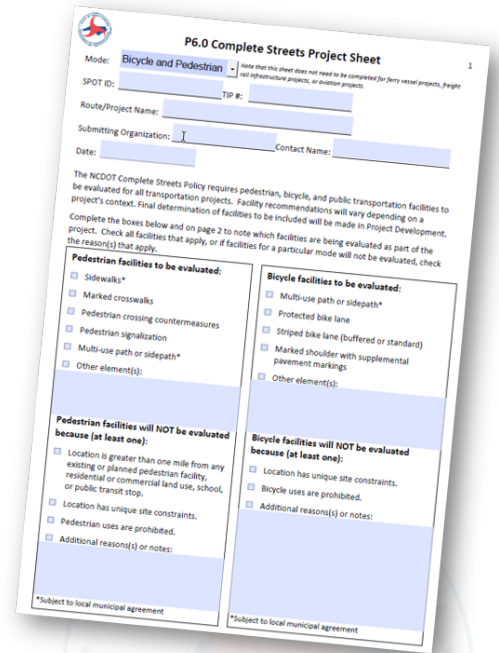 P6.0 Complete Streets Project Sheet
1
Mode: Bicycle and Pedestrian
Note that this sheet does not need to be completed for ferry vessel projects, freight
rail infrastructure projects, or aviation projects.
SPOT ID:
TIP #:
Route/Project Name:
Submitting Organization:
Contact Name:
Date:
The NCDOT Complete Streets Policy requires pedestrian, bicycle, and public transportation facilities to
be evaluated for all transportation projects. Facility recommendations will vary depending on a
project's context. Final determination of facilities to be included will be made in Project Development.
Complete the boxes below and on page 2 to note which facilities are being evaluated as part of the
project. Check all facilities that apply, or if facilities for a particular mode will not be evaluated, check
the reason(s) that apply.
Pedestrian facilities to be evaluated:
Sidewalks*
Marked crosswalks
Pedestrian crossing countermeasures
Pedestrian signalization
Multi-use path or sidepath*
Other element(s):
Pedestrian facilities will NOT be evaluated
because (at least one):
Location is greater than one mile from any
existing or planned pedestrian facility,
residential or commercial land use, school,
or public transit stop.
Location has unique site constraints.
Pedestrian uses are prohibited.
Additional reasons(s) or notes:
*Subject to local municipal agreement
Bicycle facilities to be evaluated:
Multi-use path or sidepath*
Protected bike lane
Striped bike lane (buffered or standard)
Marked shoulder with supplemental
pavement markings
Other element(s):
Bicycle facilities will NOT be evaluated
because (at least one):
Location has unique site constraints.
Bicycle uses are prohibited.
Additional reasons(s) or notes:
*Subject to local municipal agreement